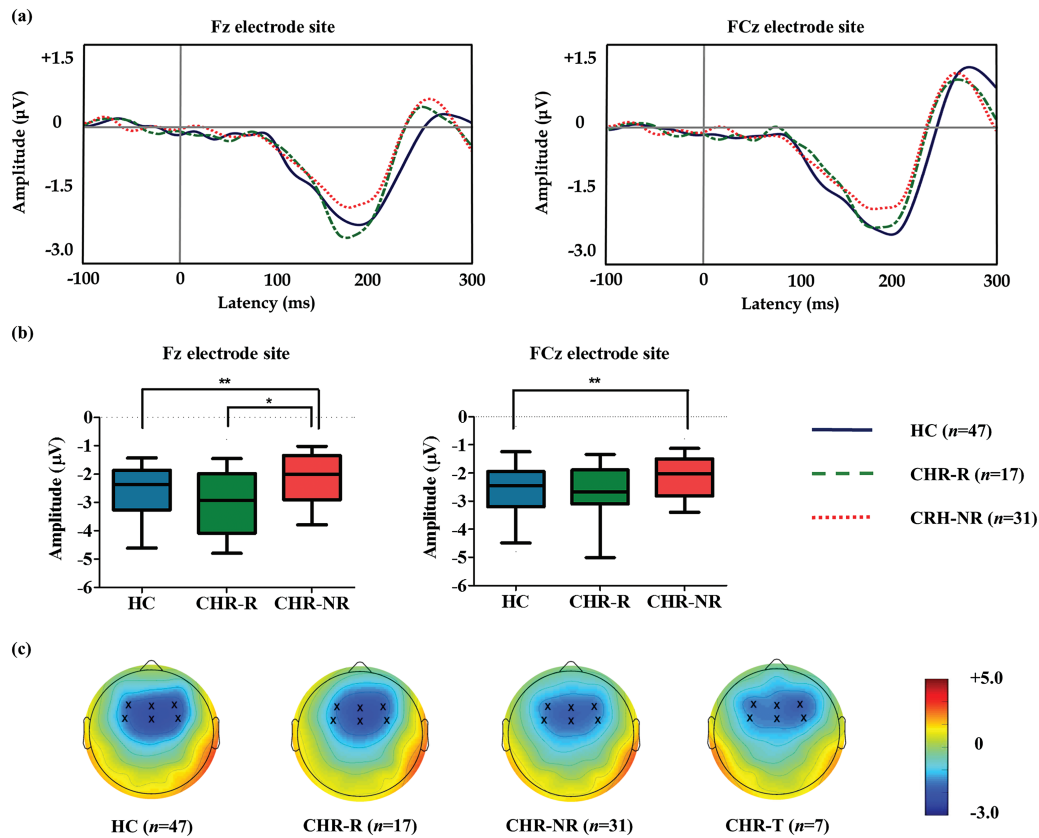 (a)
Fz electrode site
FCz electrode site
+1.5
0
-1.5
-3.0
Amplitude (µV)
-100
0
100
200
300
Latency (ms)
+1.5
0
-1.5
-3.0
Amplitude (µV)
-100
0
100
200
300
Latency (ms)
(b)
Fz electrode site
FCz electrode site
**
*
0
-1
-2
-3
-4
-5
-6
Amplitude (µV)
HC
CHR-R
CHR-NR
**
0
-1
-2
-3
-4
-5
-6
Amplitude (µV)
HC
CHR-R
CHR-NR
HC (n=47)
CHR-R (n=17)
CRH-NR (n=31)
(c)
X X X
X X X
X X X
X X X
X X X
X X X
X X X
X X X
HC (n=47)
CHR-R (n=17)
CHR-NR (n=31)
CHR-T (n=7)
+5.0
0
-3.0